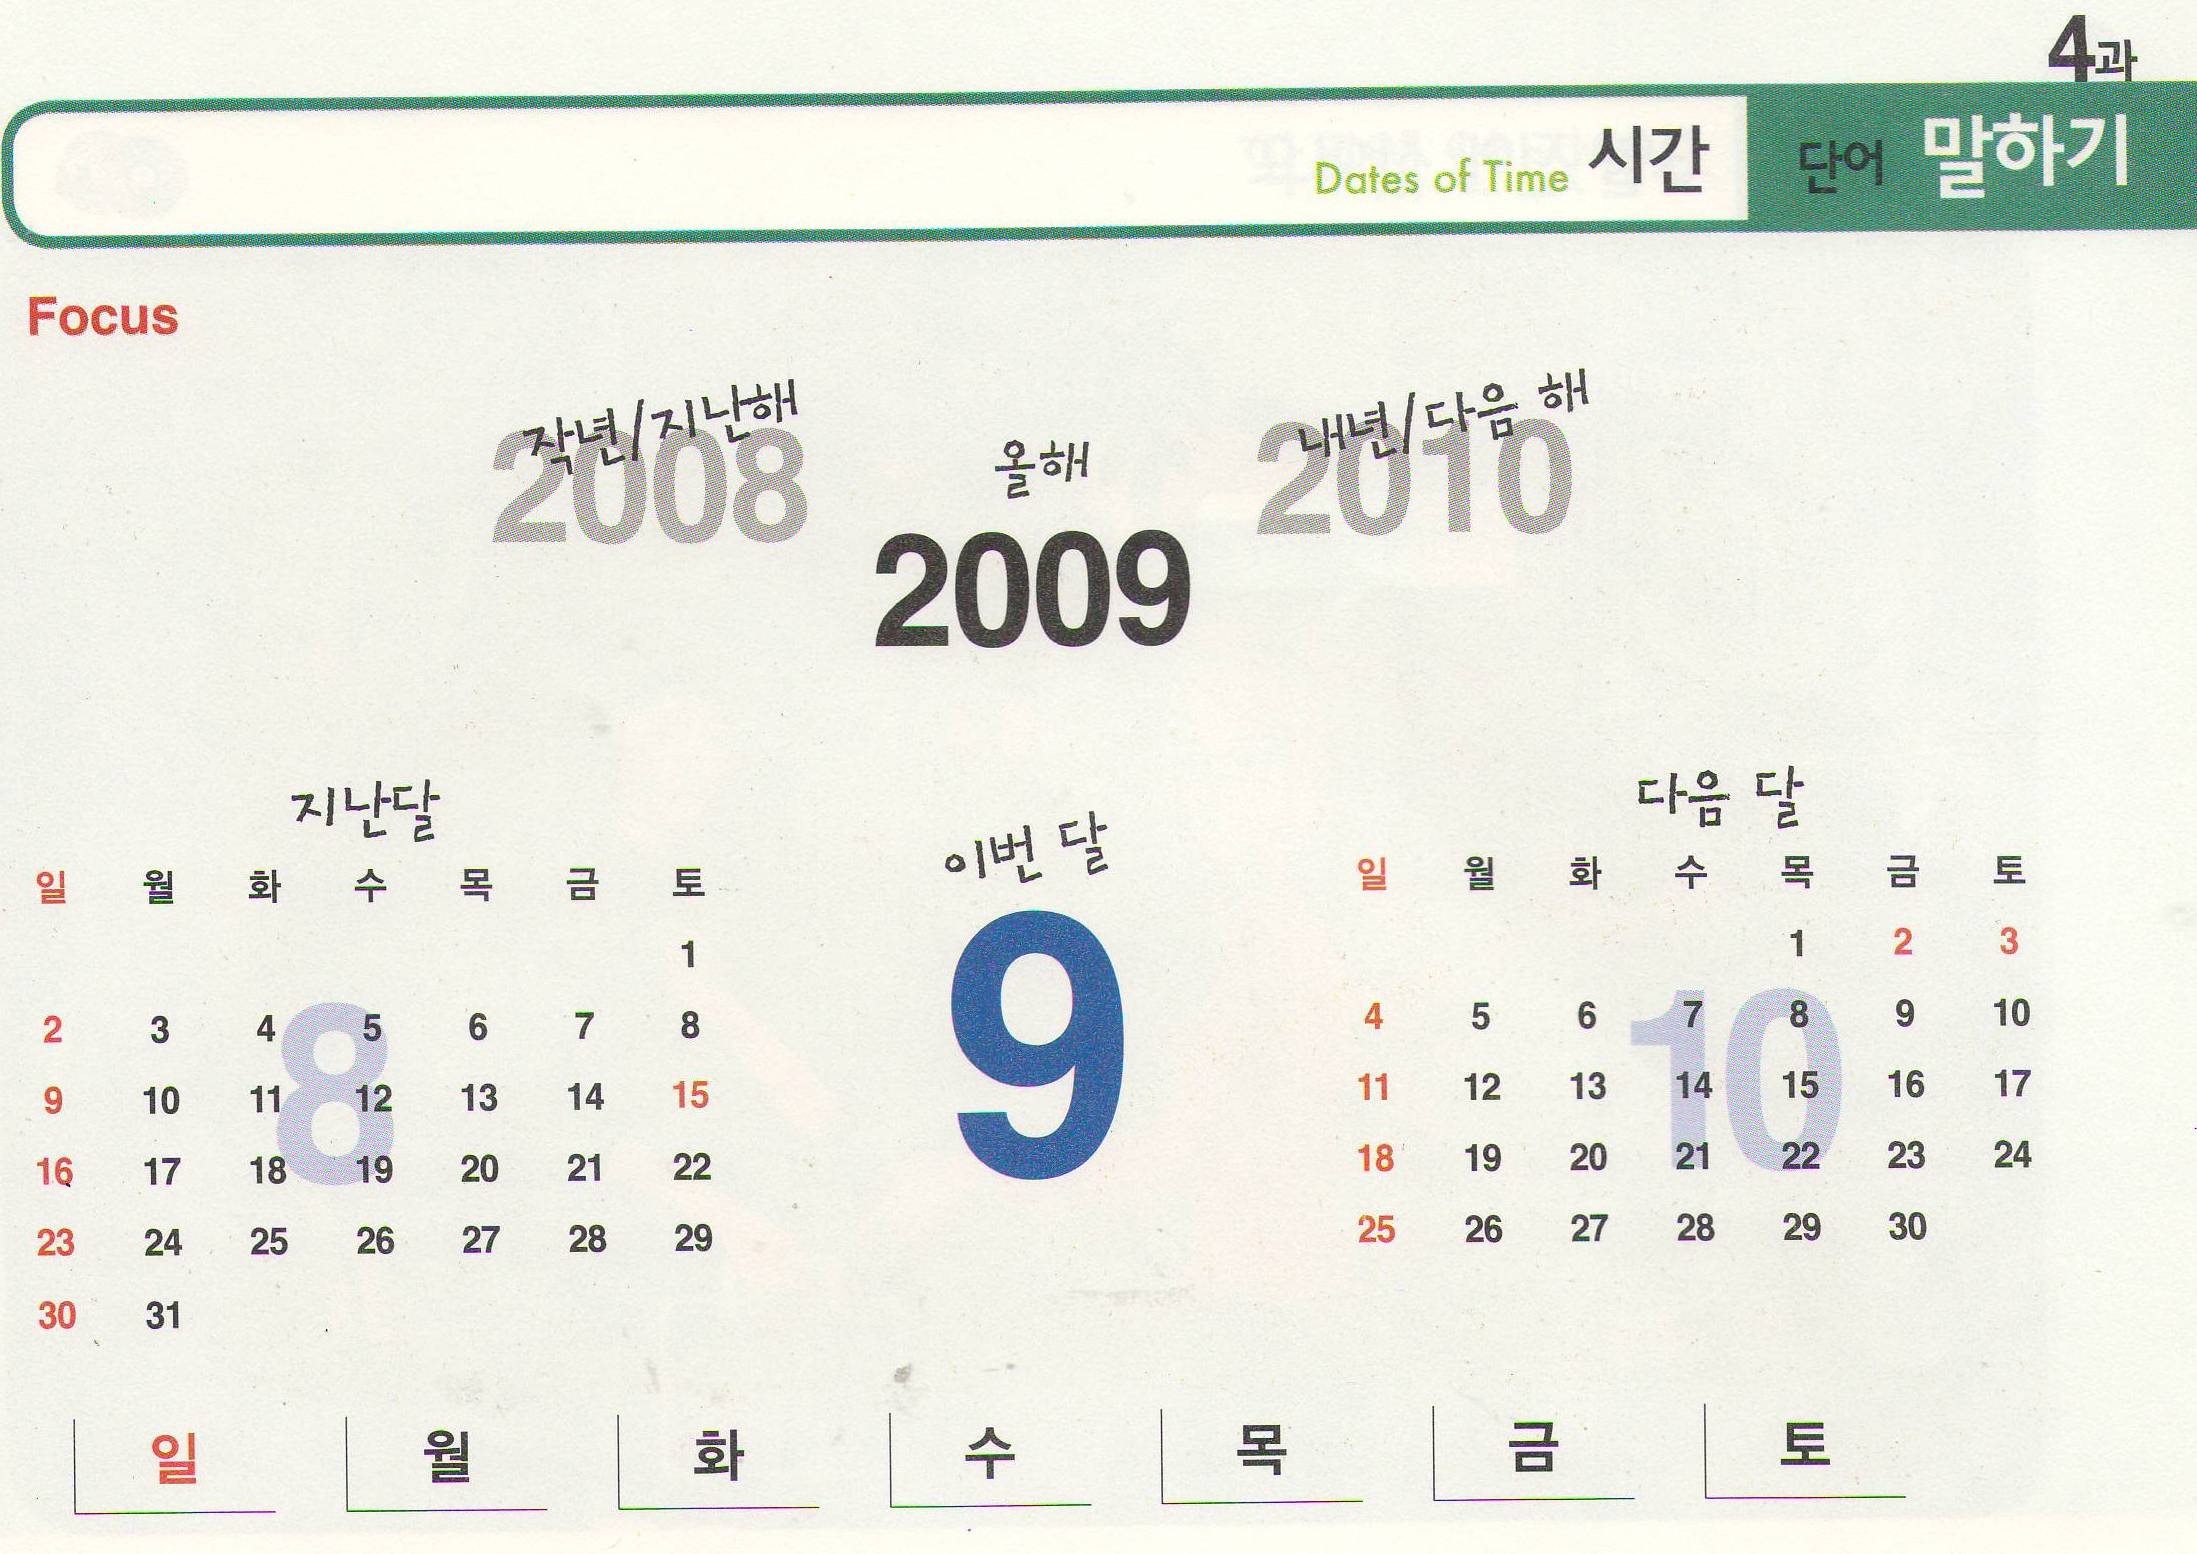 4과
Dates of Time 시간 단어 말하기
Focus
작년/지난해 내년/다음 해
2008 올해 2010
2009
지난달 다음 달
이번 달
일 월 화 수 목 금 토
1
2 3 4 5 6 7 8
9 10 11 12 13 14 15
16 17 18 19 20 21 22
23 24 25 26 27 28 29
30 31
8
9
일 월 화 수 목 금 토
1 2 3
4 5 6 7 8 9 10
11 12 13 14 15 16 17
18 19 20 21 22 23 24
25 26 27 28 29 30
10
일 월 화 수 목 금 토